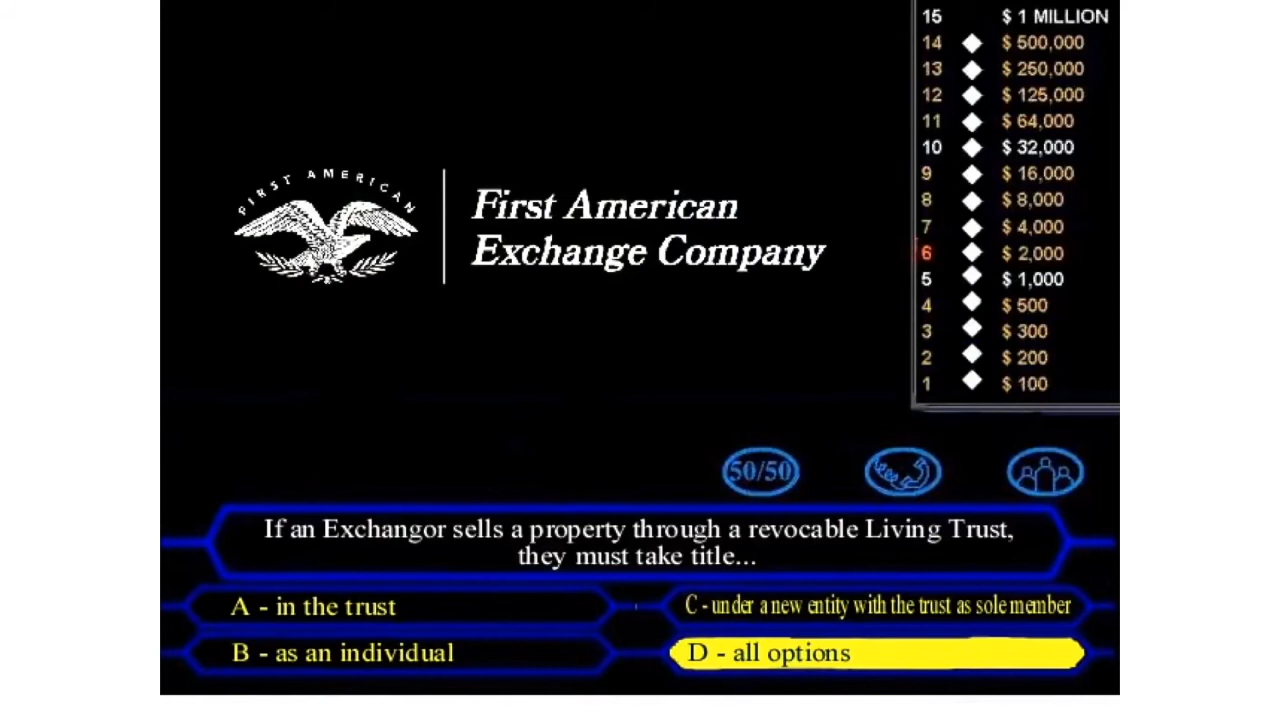 15 $ 1 MILLION
14 $ 500,000
13 $ 250,000
12 $ 125,000
11 $ 64,000
10 $ 32,000
9 $ 16,000
8 $ 8,000
7 $ 4,000
6 $ 2,000
5 $ 1,000
4 $ 500
3 $ 300
2 $ 200
1 $ 100
FIRST AMERICAN
First American
Exchange Company
50/50
If an Exchangor sells a property through a revocable Living Trust,
they must take title...
A - in the trust
B - as an individual
C - under a new entity with the trust as sole member
D - all options